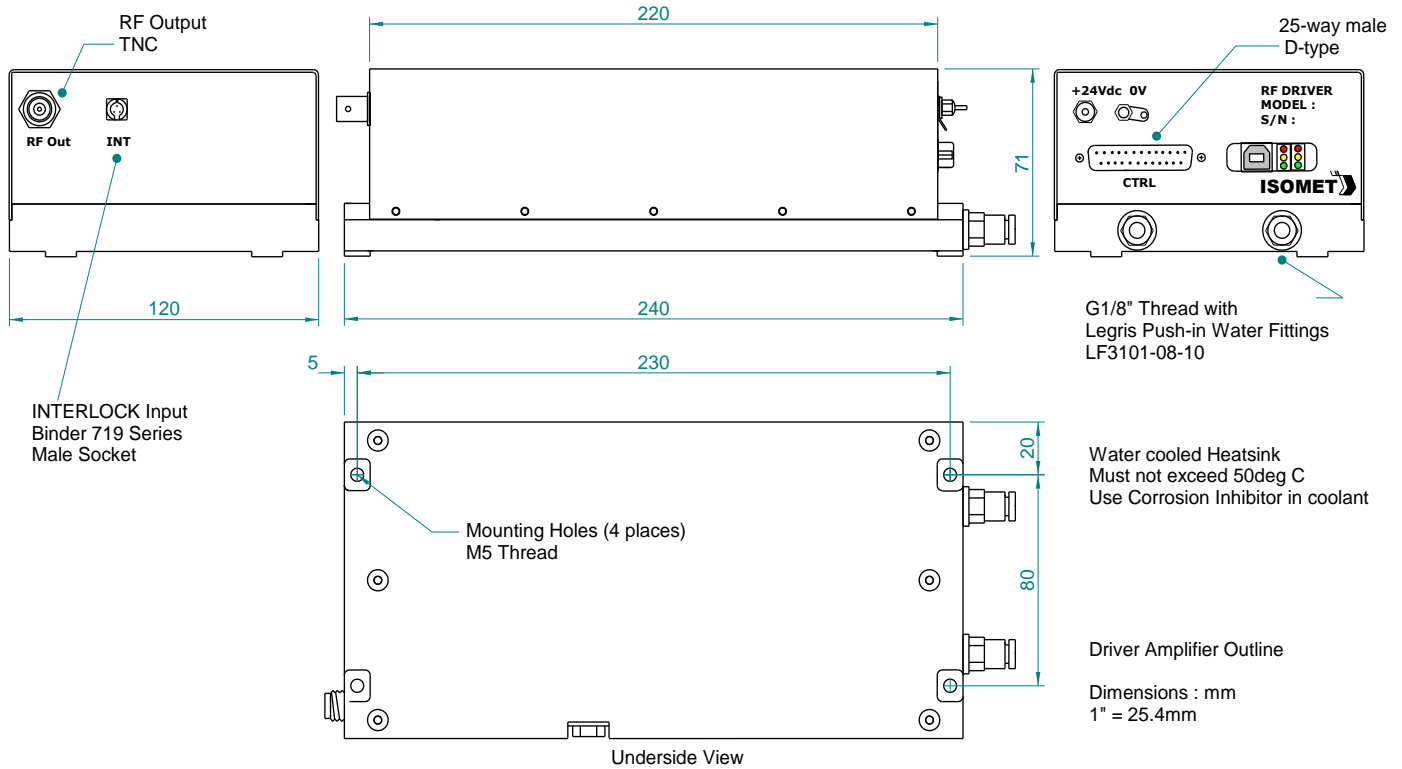 RF Output
TNC
220
25-way male
D-type
+24Vdc 0V
RF DRIVER
MODEL :
S/N :
RF Out
INT
71
CTRL
ISOMET
120
240
G1/8" Thread with
Legris Push-in Water Fittings
LF3101-08-10
5
230
INTERLOCK Input
Binder 719 Series
Male Socket
20
Water cooled Heatsink
Must not exceed 50deg C
Use Corrosion Inhibitor in coolant
Mounting Holes (4 places)
M5 Thread
80
Driver Amplifier Outline
Dimensions : mm
1" = 25.4mm
Underside View